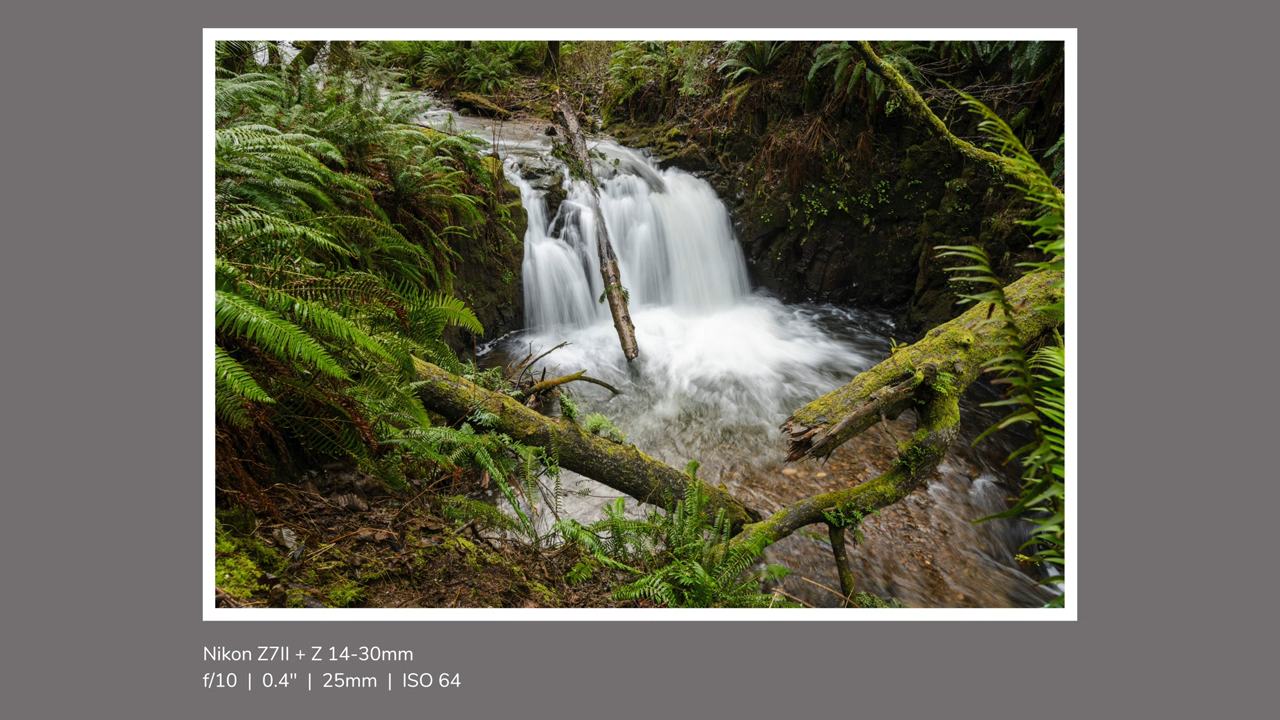 Nikon Z7II + Z 14-30mm
f/10 | 0.4" | 25mm | ISO 64